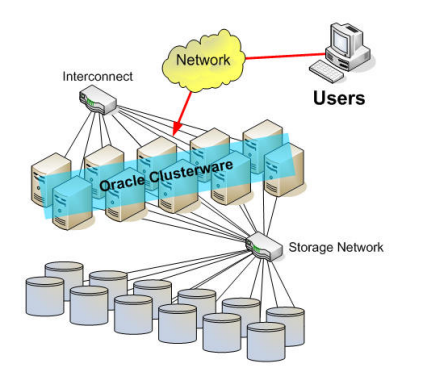 Network
Interconnect
Users
Oracle Clusterware
Storage Network